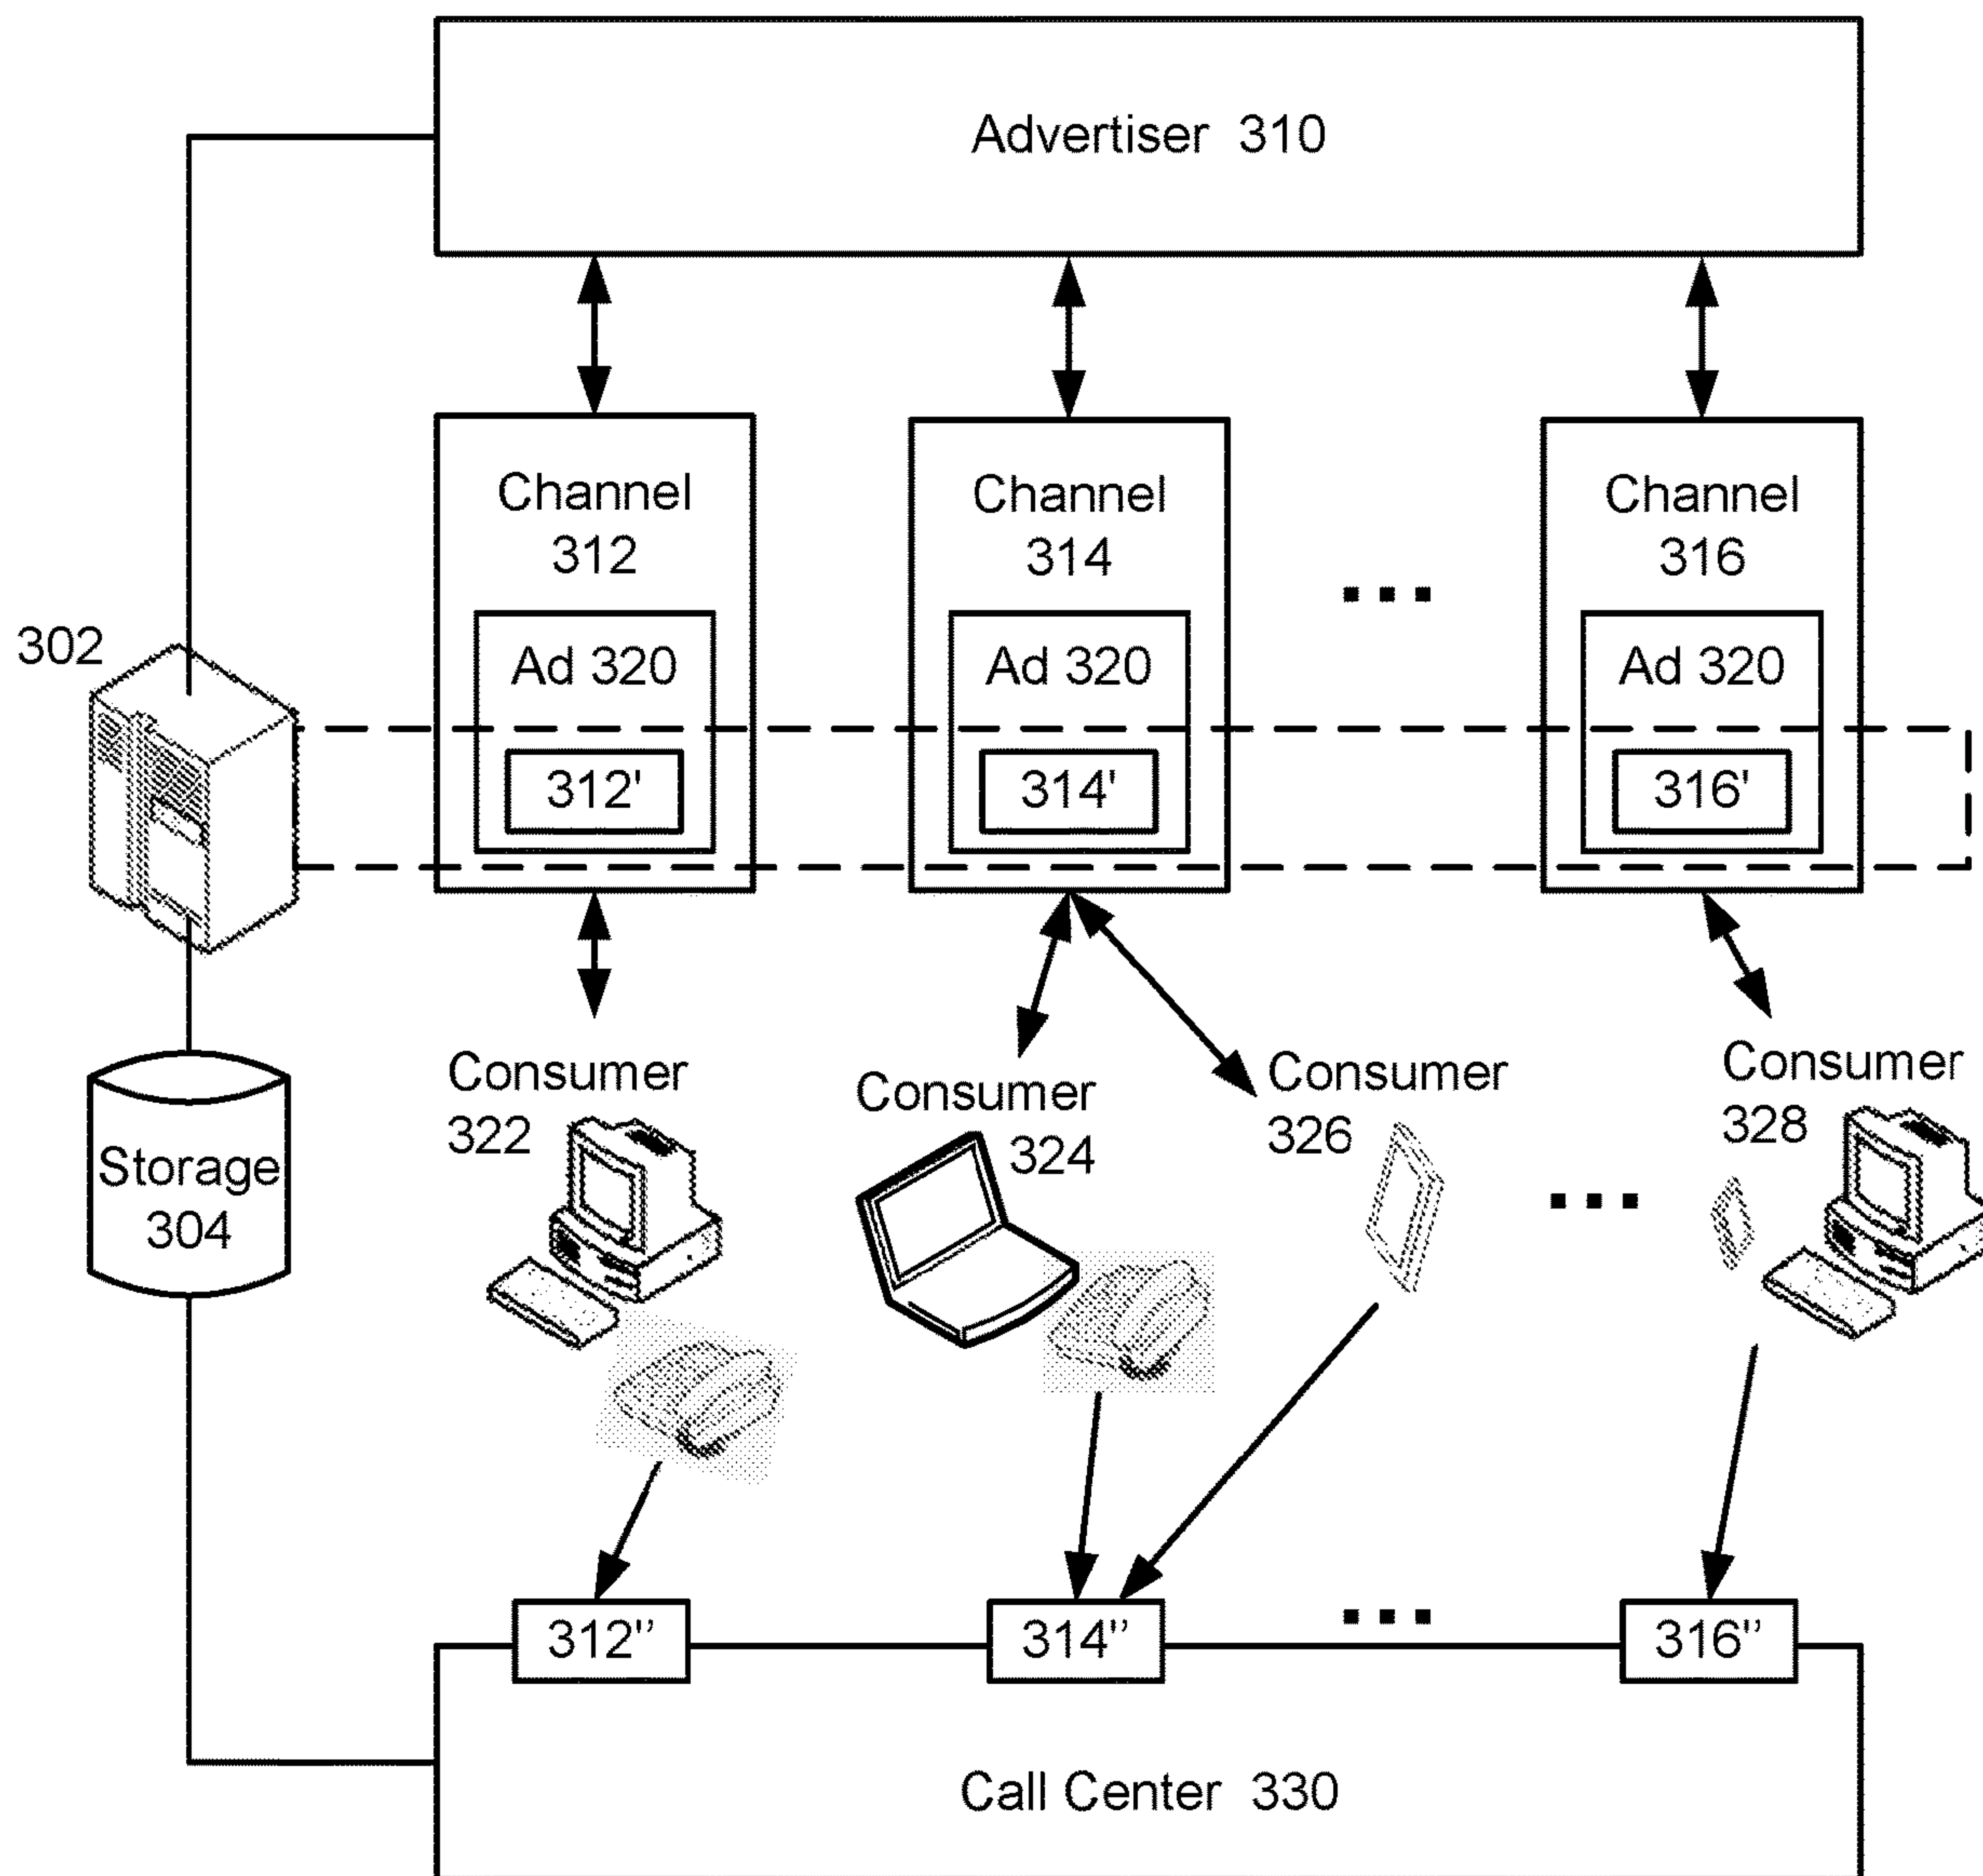 Advertiser 310
Channel
312
Channel
314
Channel
316
302
Ad 320
Ad 320
Ad 320
312'
314'
316'
Consumer
322
Consumer
324
Consumer
326
Consumer
328
Storage
304
312"
314"
316"
Call Center 330